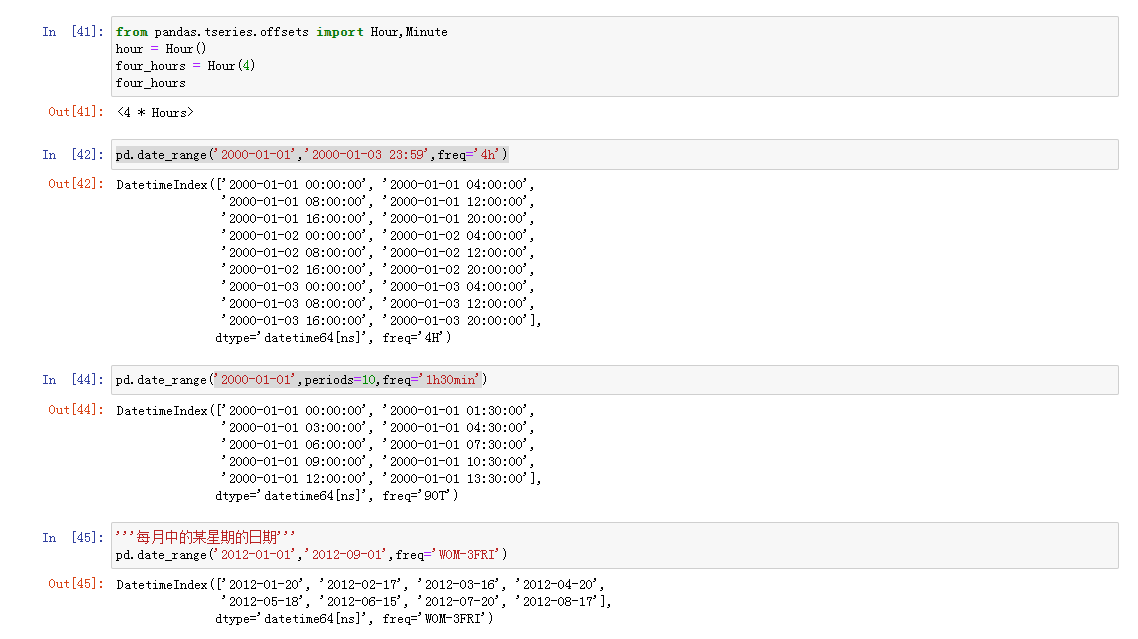 In [41]: from pandas.tseries.offsets import Hour,Minute
hour = Hour()
four_hours = Hour(4)
four_hours
Out[41]: <4 * Hours>
In [42]: pd.date_range('2000-01-01','2000-01-03 23:59',freq='4h')
Out[42]: DatetimeIndex(['2000-01-01 00:00:00', '2000-01-01 04:00:00',
'2000-01-01 08:00:00', '2000-01-01 12:00:00',
'2000-01-01 16:00:00', '2000-01-01 20:00:00',
'2000-01-02 00:00:00', '2000-01-02 04:00:00',
'2000-01-02 08:00:00', '2000-01-02 12:00:00',
'2000-01-02 16:00:00', '2000-01-02 20:00:00',
'2000-01-03 00:00:00', '2000-01-03 04:00:00',
'2000-01-03 08:00:00', '2000-01-03 12:00:00',
'2000-01-03 16:00:00', '2000-01-03 20:00:00'],
dtype='datetime64[ns]', freq='4H')
In [44]: pd.date_range('2000-01-01',periods=10,freq='1h30min')
Out[44]: DatetimeIndex(['2000-01-01 00:00:00', '2000-01-01 01:30:00',
'2000-01-01 03:00:00', '2000-01-01 04:30:00',
'2000-01-01 06:00:00', '2000-01-01 07:30:00',
'2000-01-01 09:00:00', '2000-01-01 10:30:00',
'2000-01-01 12:00:00', '2000-01-01 13:30:00'],
dtype='datetime64[ns]', freq='90T')
In [45]: '''每月中的某星期的日期'''
pd.date_range('2012-01-01','2012-09-01',freq='WOM-3FRI')
Out[45]: DatetimeIndex(['2012-01-20', '2012-02-17', '2012-03-16', '2012-04-20',
'2012-05-18', '2012-06-15', '2012-07-20', '2012-08-17'],
dtype='datetime64[ns]', freq='WOM-3FRI')